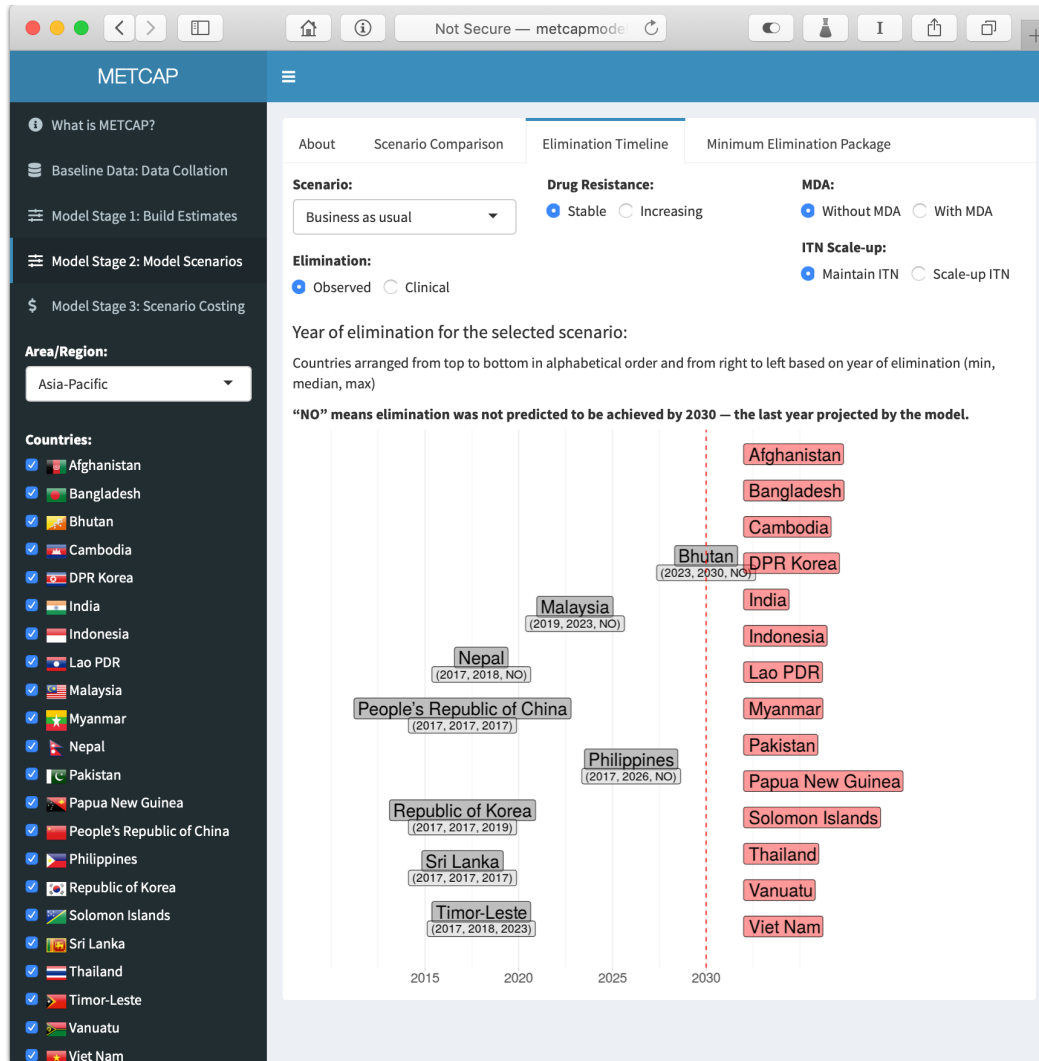 Not Secure — metcapmode
METCAP
What is METCAP?
Baseline Data: Data Collation
Model Stage 1: Build Estimates
Model Stage 2: Model Scenarios
$ Model Stage 3: Scenario Costing
Area/Region:
Asia-Pacific
Countries:
Afghanistan
Bangladesh
Bhutan
Cambodia
DPR Korea
India
Indonesia
Lao PDR
Malaysia
Myanmar
Nepal
Pakistan
Papua New Guinea
People's Republic of China
Philippines
Republic of Korea
Solomon Islands
Sri Lanka
Thailand
Timor-Leste
Vanuatu
Viet Nam
About Scenario Comparison Elimination Timeline Minimum Elimination Package
Scenario:
Business as usual
Drug Resistance:
Stable Increasing
MDA:
Without MDA With MDA
Elimination:
Observed Clinical
ITN Scale-up:
Maintain ITN Scale-up ITN
Year of elimination for the selected scenario:
Countries arranged from top to bottom in alphabetical order and from right to left based on year of elimination (min,
median, max)
“NO” means elimination was not predicted to be achieved by 2030 — the last year projected by the model.
Bhutan
(2023, 2030, NO)
Malaysia
(2019, 2023, NO)
Nepal
(2017, 2018, NO)
People's Republic of China
(2017, 2017, 2017)
Philippines
(2017, 2026, NO)
Republic of Korea
(2017, 2017, 2019)
Sri Lanka
(2017, 2017, 2017)
Timor-Leste
(2017, 2018, 2023)
Afghanistan
Bangladesh
Cambodia
DPR Korea
India
Indonesia
Lao PDR
Myanmar
Pakistan
Papua New Guinea
Solomon Islands
Thailand
Vanuatu
Viet Nam
2015 2020 2025 2030